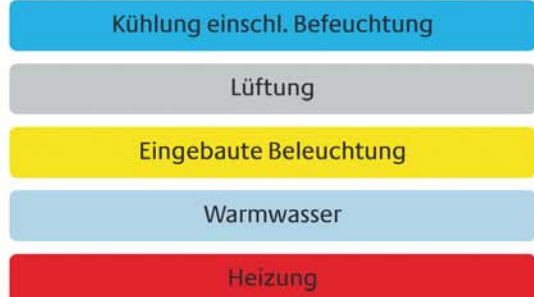 Kühlung einschl. Befeuchtung
Lüftung
Eingebaute Beleuchtung
Warmwasser
Heizung